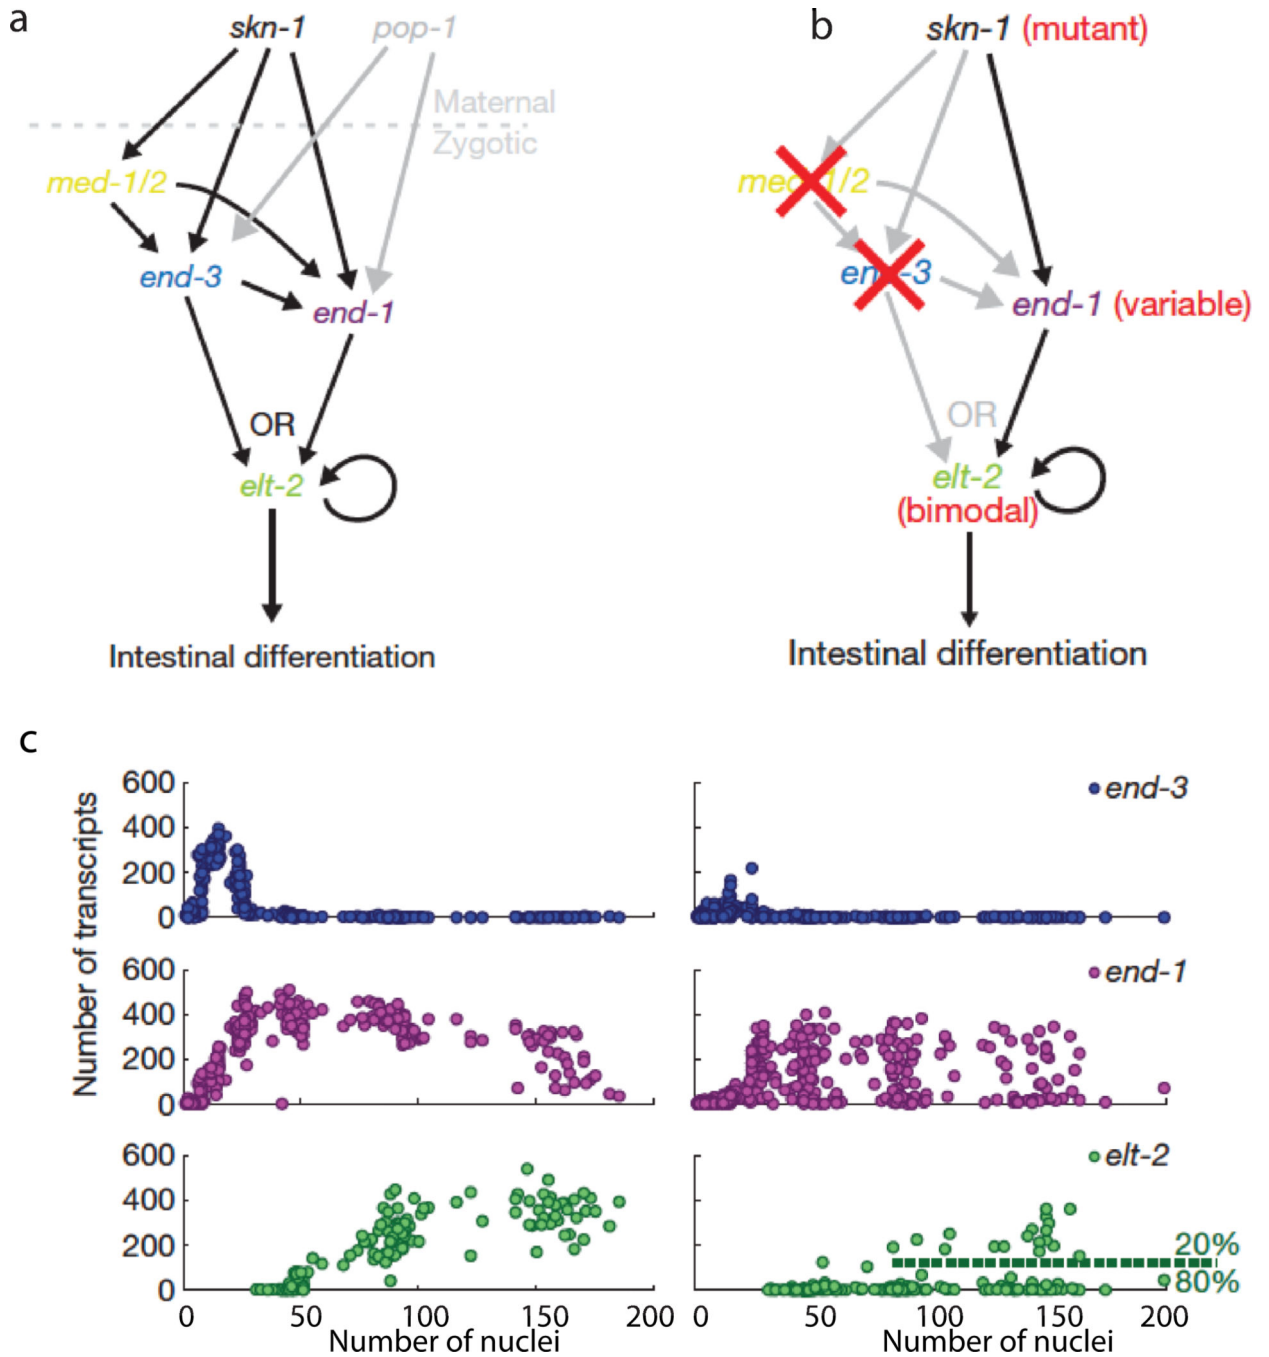 a
skn-1 pop-1
Maternal
Zygotic
med-1/2
end-3
end-1
OR
elt-2
Intestinal differentiation
b
skn-1 (mutant)
med-1/2
end-3
end-1 (variable)
OR
elt-2
(bimodal)
Intestinal differentiation
c
Number of transcripts
600
400
200
0
end-3
600
400
200
0
end-1
600
400
200
0
elt-2
20%
80%
0 50 100 150 200
Number of nuclei
0 50 100 150 200
Number of nuclei